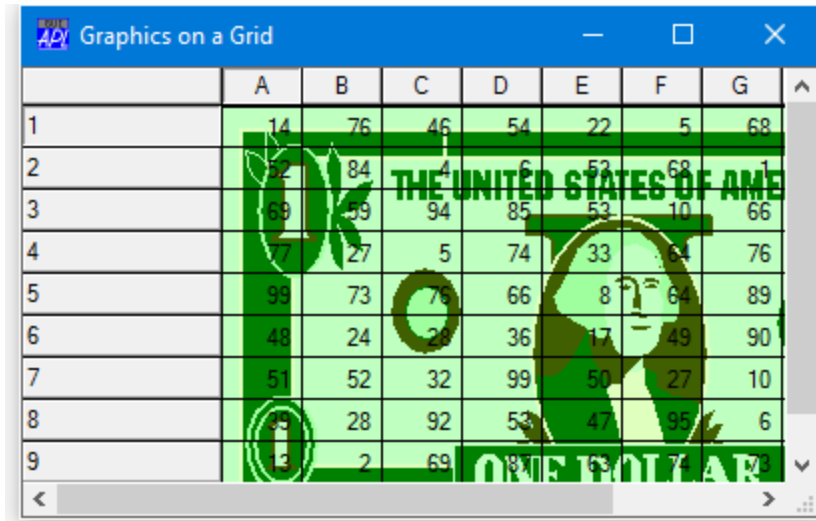 GUI
API Graphics on a Grid
A B C D E F G
1 14 76 46 54 22 5 68
2 52 84 4 6 53 68 1
THE UNITED STATES OF AME
3 69 59 94 85 53 10 66
4 77 27 5 74 33 64 76
5 99 73 76 66 8 64 89
6 48 24 28 36 17 49 90
7 51 52 32 99 50 27 10
8 39 28 92 53 47 95 6
9 13 2 69 87 63 74 73
ONE DOLLAR
1
1